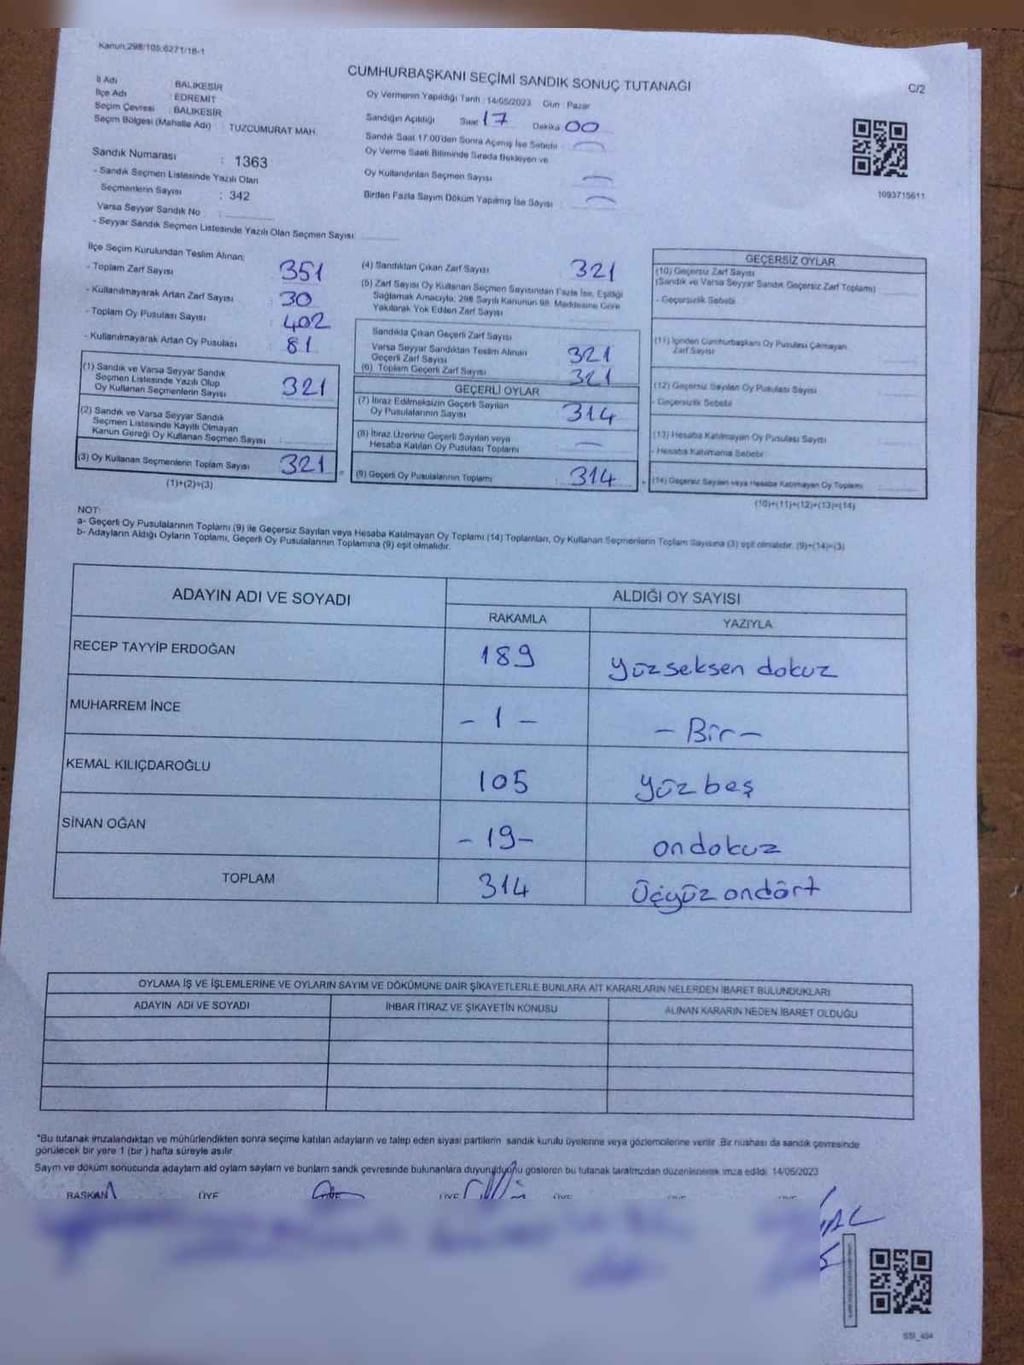 Kanun:298/105;6271/18-1
CUMHURBAŞKANI SEÇİMİ SANDIK SONUÇ TUTANAĞI
C/2
İl Adı : BALIKESİR
İlçe Adı : EDREMİT
Seçim Çevresi : BALIKESİR
Seçim Bölgesi (Mahalle Adı) : TUZCUMURAT MAH.
Sandık Numarası : 1363
- Sandık Seçmen Listesinde Yazılı Olan
Seçmenlerin Sayısı : 342
Varsa Seyyar Sandık No :
- Seyyar Sandık Seçmen Listesinde Yazılı Olan Seçmen Sayısı
Oy Vermenin Yapıldığı Tarih : 14/05/2023 Gün : Pazar
Sandığın Açıldığı Saat 17 Dakika 00
Sandık Saat 17.00'den Sonra Açılmış İse Sebebi :
Oy Verme Saati Bitiminde Sırada Bekleyen ve
Oy Kullandırılan Seçmen Sayısı
Birden Fazla Sayım Döküm Yapılmış İse Sayısı
1093715611
İlçe Seçim Kurulundan Teslim Alınan;
- Toplam Zarf Sayısı 351
- Kullanılmayarak Artan Zarf Sayısı 30
- Toplam Oy Pusulası Sayısı 402
- Kullanılmayarak Artan Oy Pusulası 81
(1) Sandık ve Varsa Seyyar Sandık
Seçmen Listesinde Yazılı Olup
Oy Kullanan Seçmenlerin Sayısı 321
(2) Sandık ve Varsa Seyyar Sandık
Seçmen Listesinde Kayıtlı Olmayan
Kanun Gereği Oy Kullanan Seçmen Sayısı
(3) Oy Kullanan Seçmenlerin Toplam Sayısı 321
(1)+(2)=(3)
(4) Sandıktan Çıkan Zarf Sayısı 321
(5) Zarf Sayısı Oy Kullanan Seçmen Sayısından Fazla İse, Eşitliği
Sağlamak Amacıyla; 298 Sayılı Kanunun 98. Maddesine Göre
Yakılarak Yok Edilen Zarf Sayısı
Sandıkta Çıkan Geçerli Zarf Sayısı
Varsa Seyyar Sandıktan Teslim Alınan
Geçerli Zarf Sayısı 321
(6) Toplam Geçerli Zarf Sayısı 321
GEÇERLİ OYLAR
(7) İtiraz Edilmeksizin Geçerli Sayılan
Oy Pusulalarının Sayısı 314
(8) İtiraz Üzerine Geçerli Sayılan veya
Hesaba Katılan Oy Pusulası Toplamı —
(9) Geçerli Oy Pusulalarının Toplamı 314
GEÇERSİZ OYLAR
(10) Geçersiz Zarf Sayısı
(Sandık ve Varsa Seyyar Sandık Geçersiz Zarf Toplamı)
- Geçersizlik Sebebi
(11) İçinden Cumhurbaşkanı Oy Pusulası Çıkmayan
Zarf Sayısı
(12) Geçersiz Sayılan Oy Pusulası Sayısı
- Geçersizlik Sebebi
(13) Hesaba Katılmayan Oy Pusulası Sayısı
- Hesaba Katılmama Sebebi
(14) Geçersiz Sayılan veya Hesaba Katılmayan Oy Toplamı
(10)+(11)+(12)+(13)=(14)
NOT:
a- Geçerli Oy Pusulalarının Toplamı (9) ile Geçersiz Sayılan veya Hesaba Katılmayan Oy Toplamı (14) Toplamları, Oy Kullanan Seçmenlerin Toplam Sayısına (3) eşit olmalıdır. (9)+(14)=(3)
b- Adayların Aldığı Oyların Toplamı, Geçerli Oy Pusulalarının Toplamına (9) eşit olmalıdır.
ADAYIN ADI VE SOYADI
ALDIĞI OY SAYISI
RAKAMLA YAZIYLA
RECEP TAYYİP ERDOĞAN 189 yüzseksen dokuz
MUHARREM İNCE - 1 - - Bir -
KEMAL KILIÇDAROĞLU 105 yüz beş
SİNAN OĞAN - 19 - ondokuz
TOPLAM 314 Üçyüz ondört
OYLAMA İŞ VE İŞLEMLERİNE VE OYLARIN SAYIM VE DÖKÜMÜNE DAİR ŞİKAYETLERLE BUNLARA AİT KARARLARIN NELERDEN İBARET BULUNDUKLARI
ADAYIN ADI VE SOYADI İHBAR İTİRAZ VE ŞİKAYETİN KONUSU ALINAN KARARIN NEDEN İBARET OLDUĞU
*Bu tutanak imzalandıktan ve mühürlendikten sonra seçime katılan adayların ve talep eden siyasi partilerin sandık kurulu üyelerine veya gözlemcilerine verilir. Bir nushası da sandık çevresinde
görülecek bir yere 1 (bir ) hafta süreyle asılır.
Sayım ve döküm sonucunda adayların aldığı oyların sayıları ve bunların sandık çevresinde bulunanlara duyurulduğunu gösteren bu tutanak tarafımızdan düzenlenerek imza edildi. 14/05/2023
BAŞKAN ÜYE ÜYE ÜYE